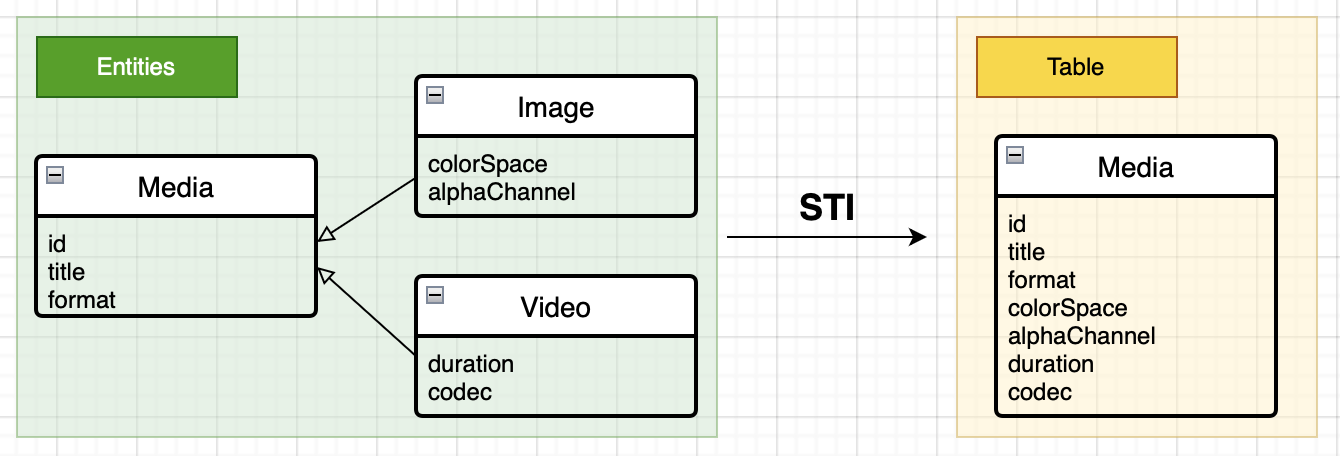 Entities
Media
id
title
format
Image
colorSpace
alphaChannel
Video
duration
codec
STI
Table
Media
id
title
format
colorSpace
alphaChannel
duration
codec